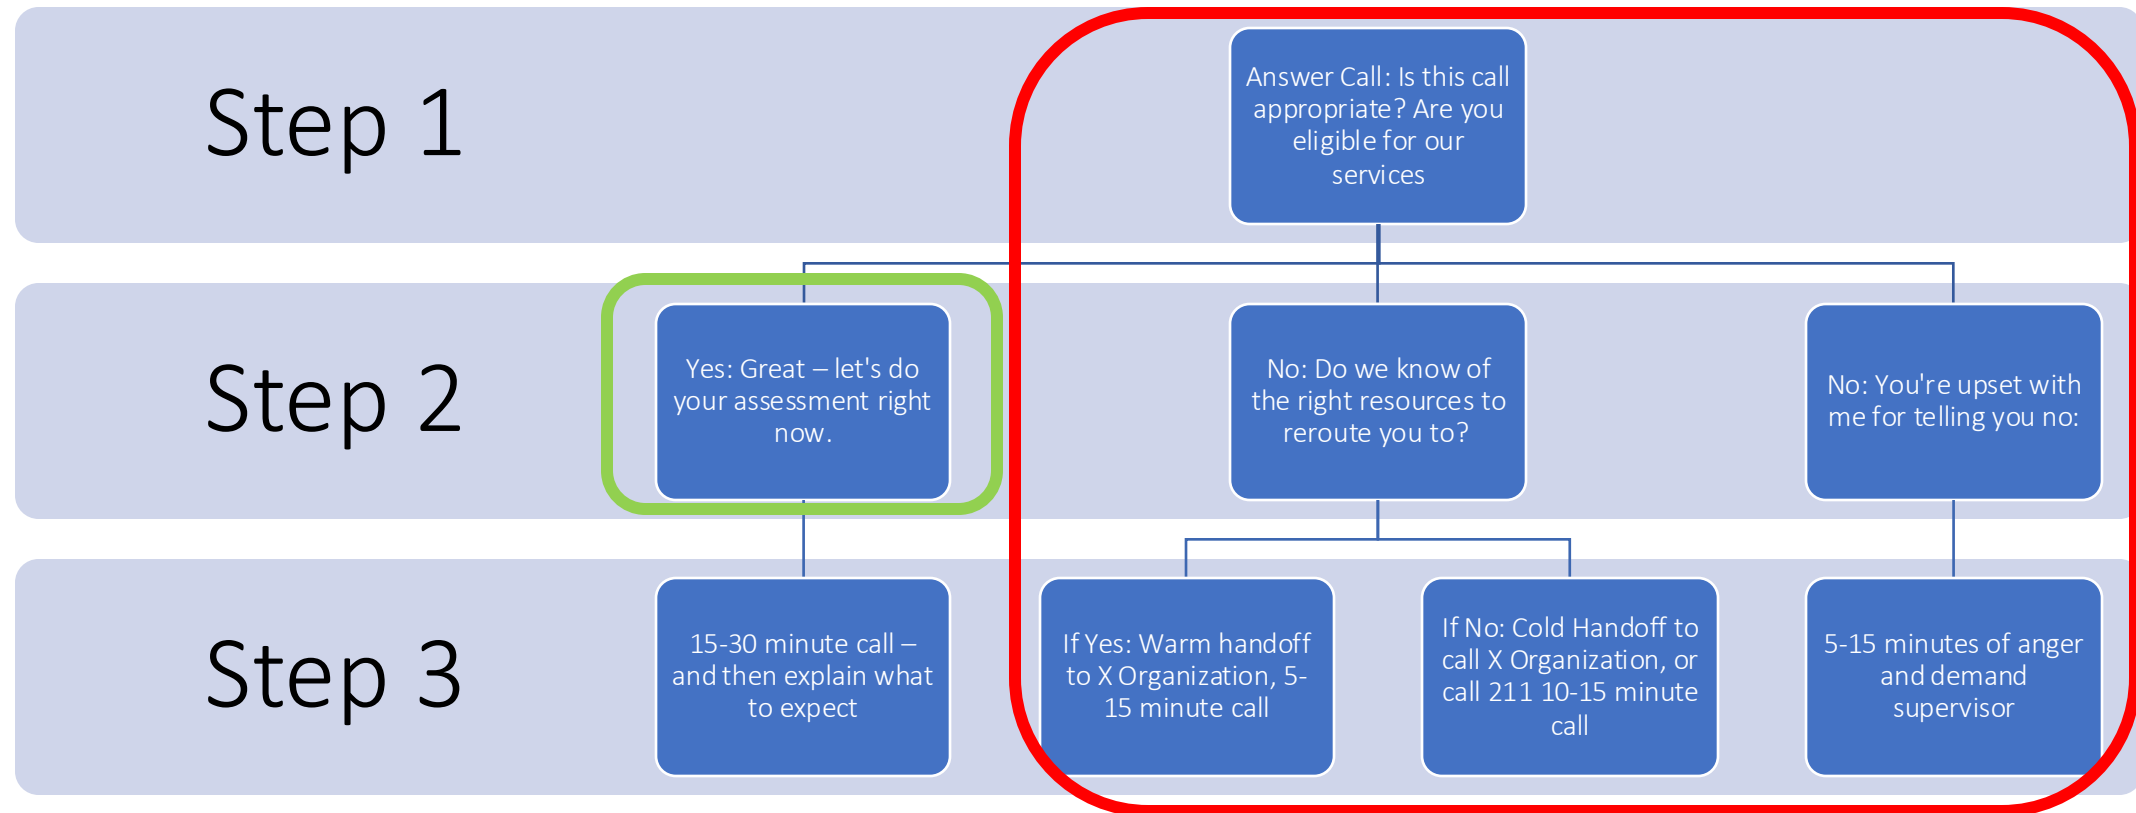 Step 1
Answer Call: Is this call
appropriate? Are you
eligible for our
services
Step 2
Yes: Great – let's do
your assessment right
now.
No: Do we know of
the right resources to
reroute you to?
No: You're upset with
me for telling you no:
Step 3
15-30 minute call –
and then explain what
to expect
If Yes: Warm handoff
to X Organization, 5-
15 minute call
If No: Cold Handoff to
call X Organization, or
call 211 10-15 minute
call
5-15 minutes of anger
and demand
supervisor